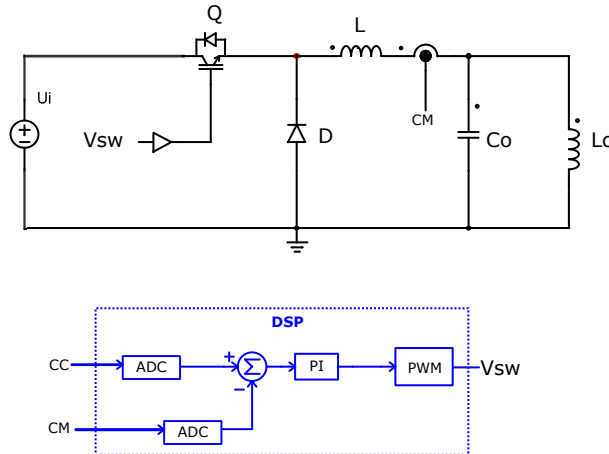 Q
L
Ui
CM
Vsw
D
Co
Lo
DSP
CC
ADC
+
Σ
PI
PWM
Vsw
−
CM
ADC